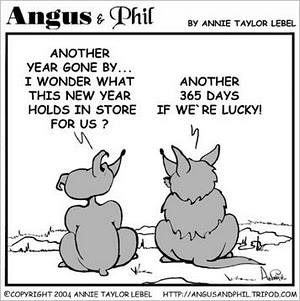 Angus & Phil
BY ANNIE TAYLOR LEBEL
ANOTHER
YEAR GONE BY...
I WONDER WHAT
THIS NEW YEAR
HOLDS IN STORE
FOR US ?
ANOTHER
365 DAYS
IF WE`RE LUCKY!
©COPYRIGHT 2004 ANNIE TAYLOR LEBEL
HTTP://ANGUSANDPHIL.TRIPOD.COM